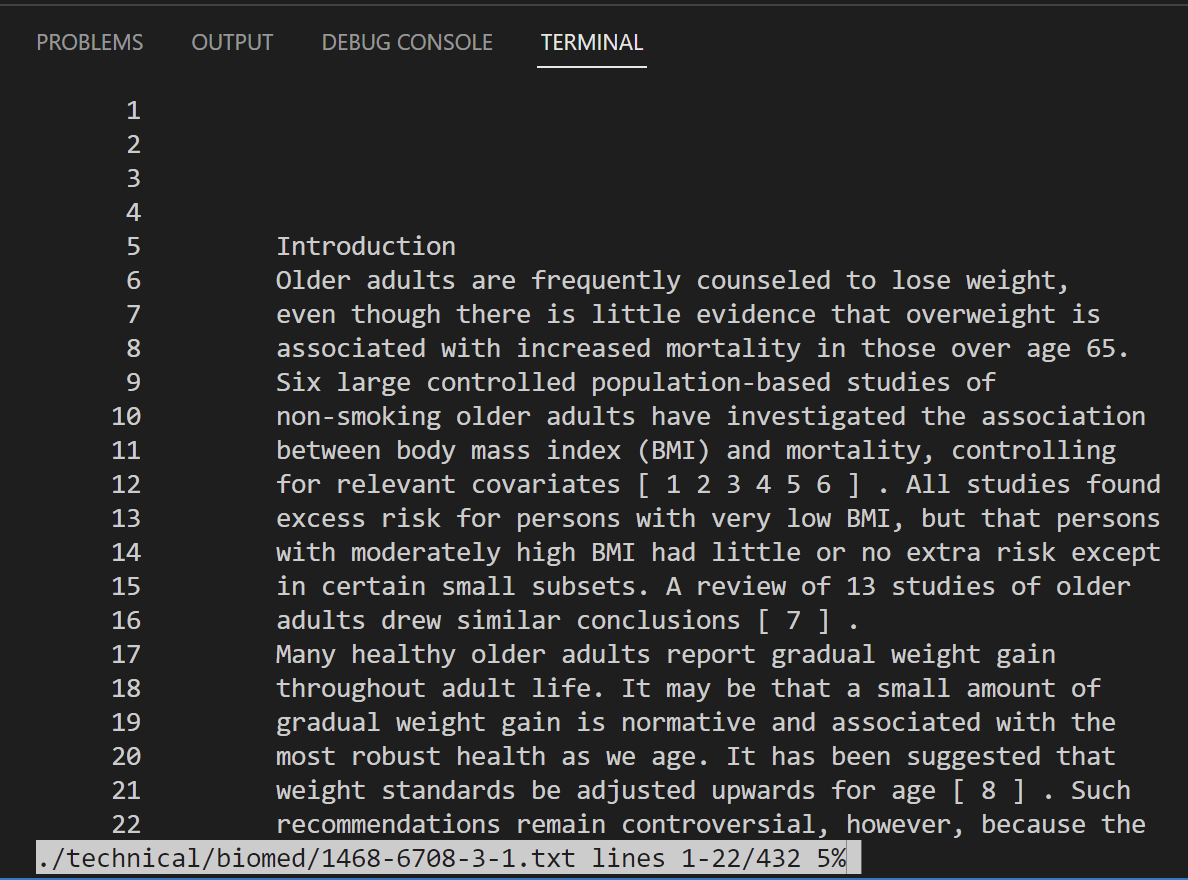 PROBLEMS OUTPUT DEBUG CONSOLE TERMINAL
1
2
3
4
5 Introduction
6 Older adults are frequently counseled to lose weight,
7 even though there is little evidence that overweight is
8 associated with increased mortality in those over age 65.
9 Six large controlled population-based studies of
10 non-smoking older adults have investigated the association
11 between body mass index (BMI) and mortality, controlling
12 for relevant covariates [ 1 2 3 4 5 6 ] . All studies found
13 excess risk for persons with very low BMI, but that persons
14 with moderately high BMI had little or no extra risk except
15 in certain small subsets. A review of 13 studies of older
16 adults drew similar conclusions [ 7 ] .
17 Many healthy older adults report gradual weight gain
18 throughout adult life. It may be that a small amount of
19 gradual weight gain is normative and associated with the
20 most robust health as we age. It has been suggested that
21 weight standards be adjusted upwards for age [ 8 ] . Such
22 recommendations remain controversial, however, because the
./technical/biomed/1468-6708-3-1.txt lines 1-22/432 5%